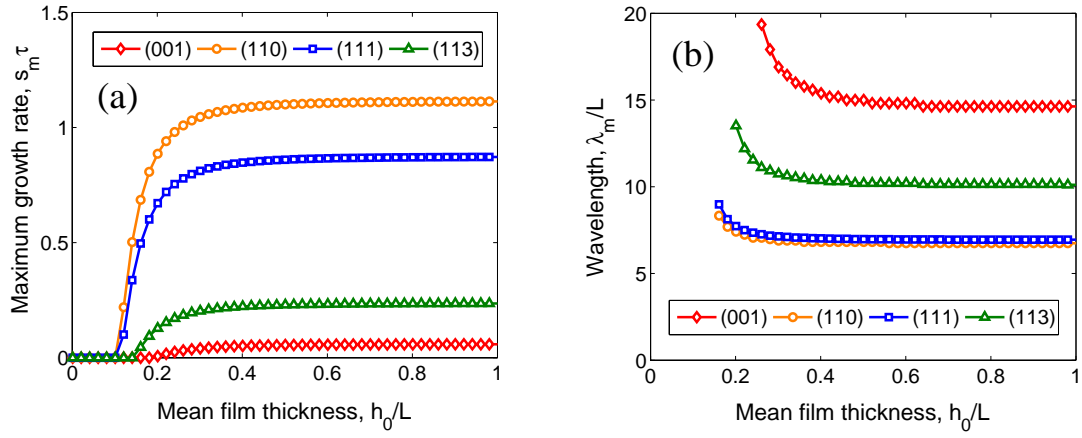 (a)
Maximum growth rate, s_m τ
1.5
1
0.5
0
(001) (110) (111) (113)
0 0.2 0.4 0.6 0.8 1
Mean film thickness, h_0/L
(b)
Wavelength, λ_m/L
20
15
10
5
0
(001) (110) (111) (113)
0 0.2 0.4 0.6 0.8 1
Mean film thickness, h_0/L